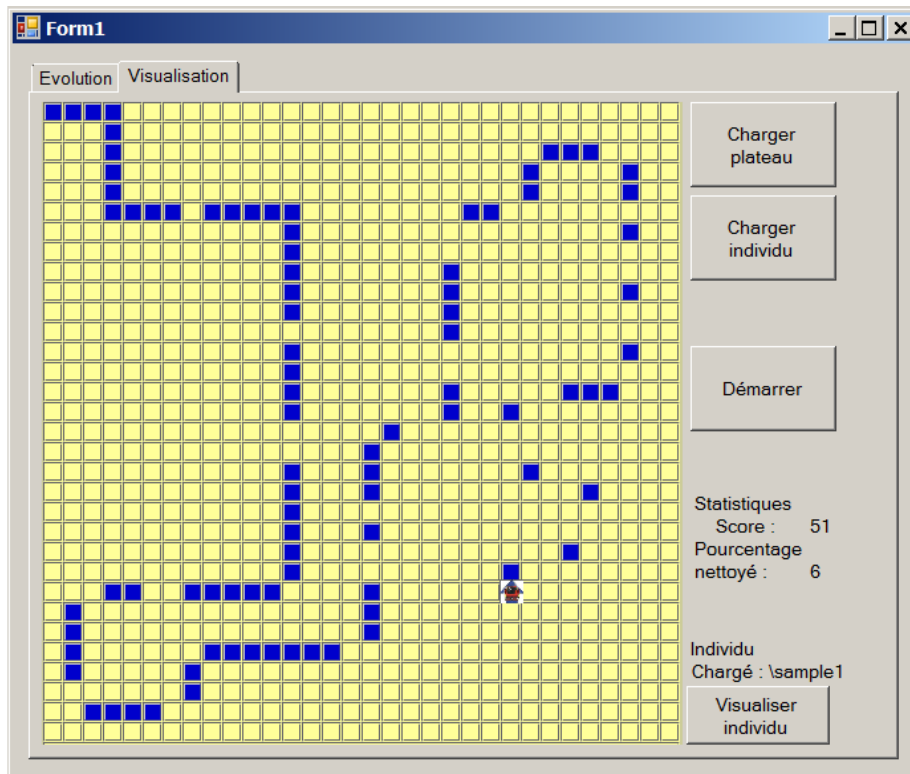 Form1
Evolution
Visualisation
Charger
plateau
Charger
individu
Démarrer
Statistiques
Score : 51
Pourcentage
nettoyé : 6
Individu
Chargé : \sample1
Visualiser
individu